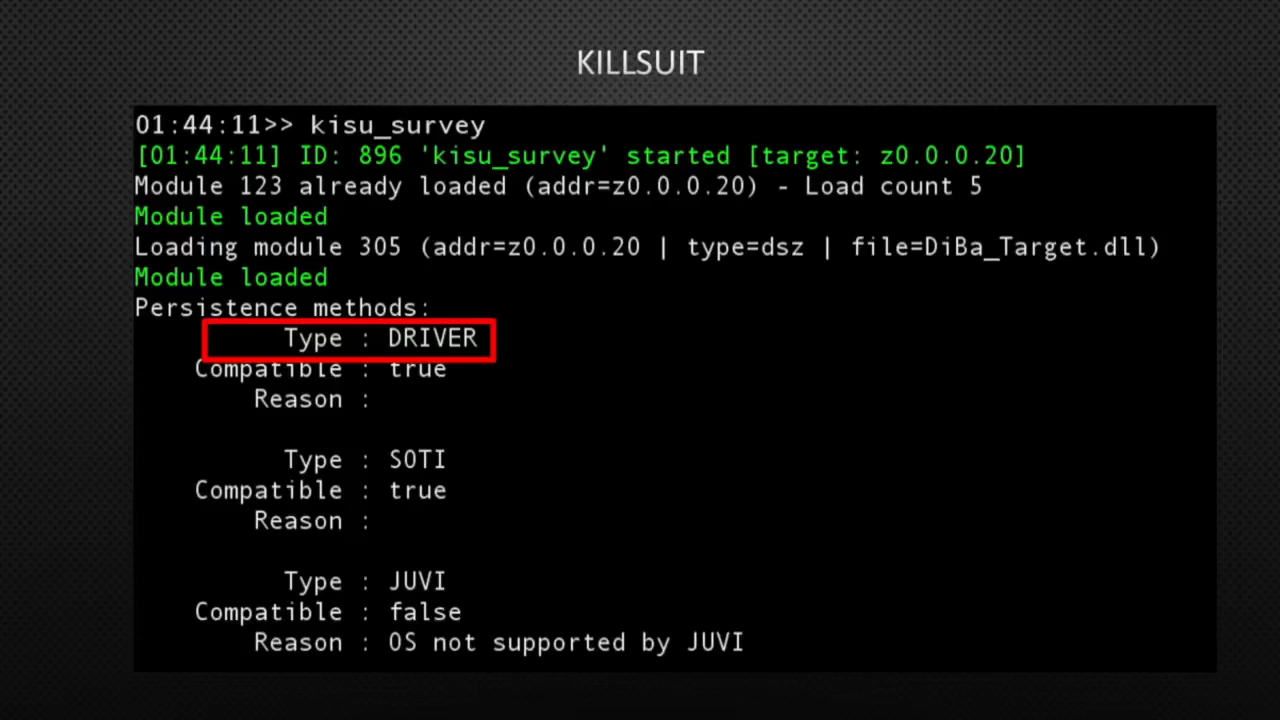 KILLSUIT
01:44:11>> kisu_survey
[01:44:11] ID: 896 'kisu_survey' started [target: z0.0.0.20]
Module 123 already loaded (addr=z0.0.0.20) - Load count 5
Module loaded
Loading module 305 (addr=z0.0.0.20 | type=dsz | file=DiBa_Target.dll)
Module loaded
Persistence methods:
Type : DRIVER
Compatible : true
Reason :
Type : SOTI
Compatible : true
Reason :
Type : JUVI
Compatible : false
Reason : OS not supported by JUVI